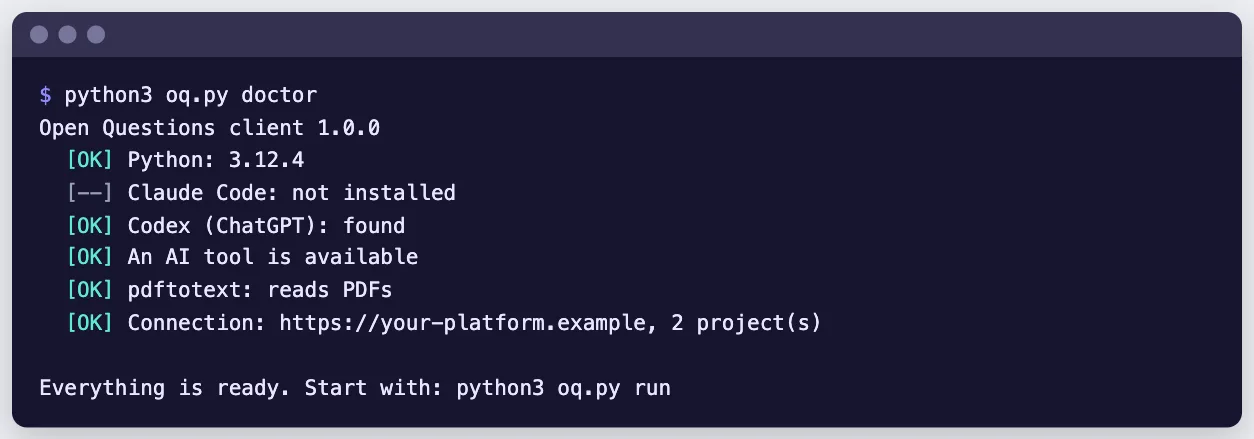 $ python3 oq.py doctor
Open Questions client 1.0.0
[OK] Python: 3.12.4
[--] Claude Code: not installed
[OK] Codex (ChatGPT): found
[OK] An AI tool is available
[OK] pdftotext: reads PDFs
[OK] Connection: https://your-platform.example, 2 project(s)
Everything is ready. Start with: python3 oq.py run